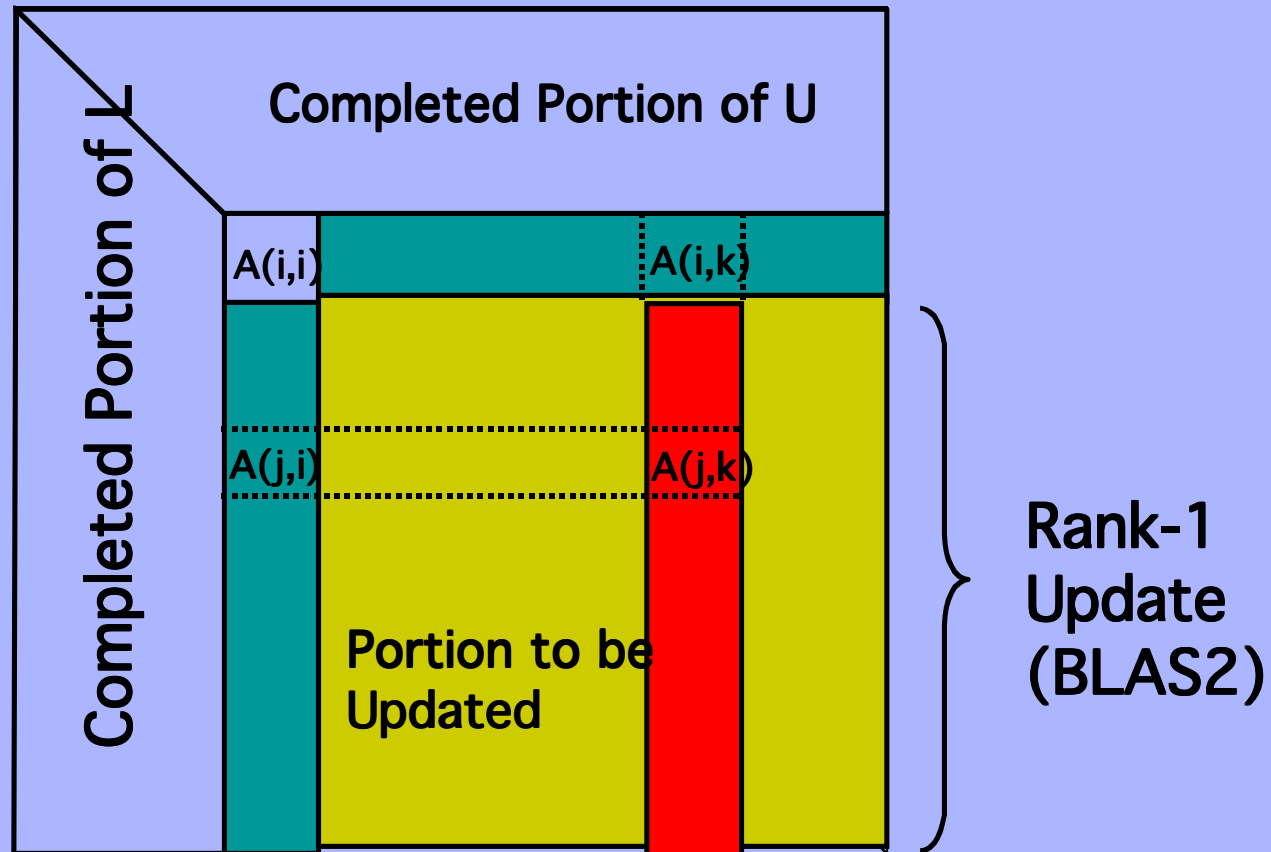 Completed Portion of U
Completed Portion of L
A(i,i)
A(i,k)
A(j,i)
A(j,k)
Portion to be
Updated
Rank-1
Update
(BLAS2)